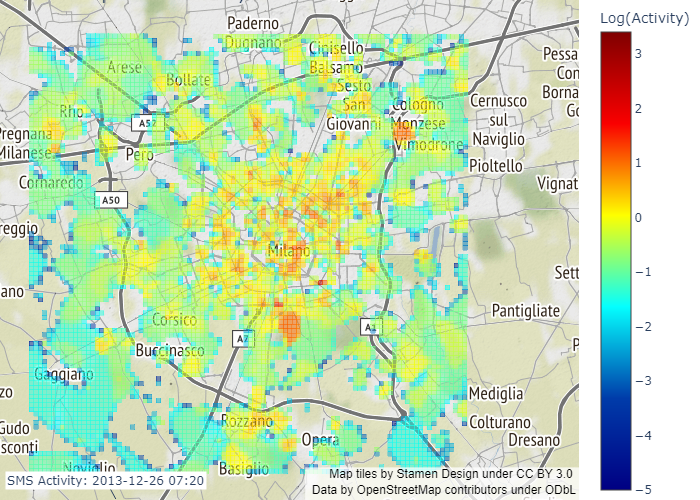 Log(Activity)
Paderno
Dugnano
Cinisello
Balsamo
Arese
Bollate
Sesto
San
Giovanni
Cologno
Monzese
Vimodrone
Cernusco
sul
Naviglio
Pioltello
Pessa
Con
Borna
Go
Rho
A52
Pregnana
Milanese
Pero
Cornaredo
A50
Vignat
reggio
Milano
Sett
ano
Pantigliate
Corsico
A7
A1
Buccinasco
P
Gaggiano
zo
Mediglia
Rozzano
Colturano
Gudo
sconti
Opera
Dresano
Noviglio
Basiglio
SMS Activity: 2013-12-26 07:20
Map tiles by Stamen Design under CC BY 3.0
Data by OpenStreetMap contributors under ODbL
3
2
1
0
−1
−2
−3
−4
−5